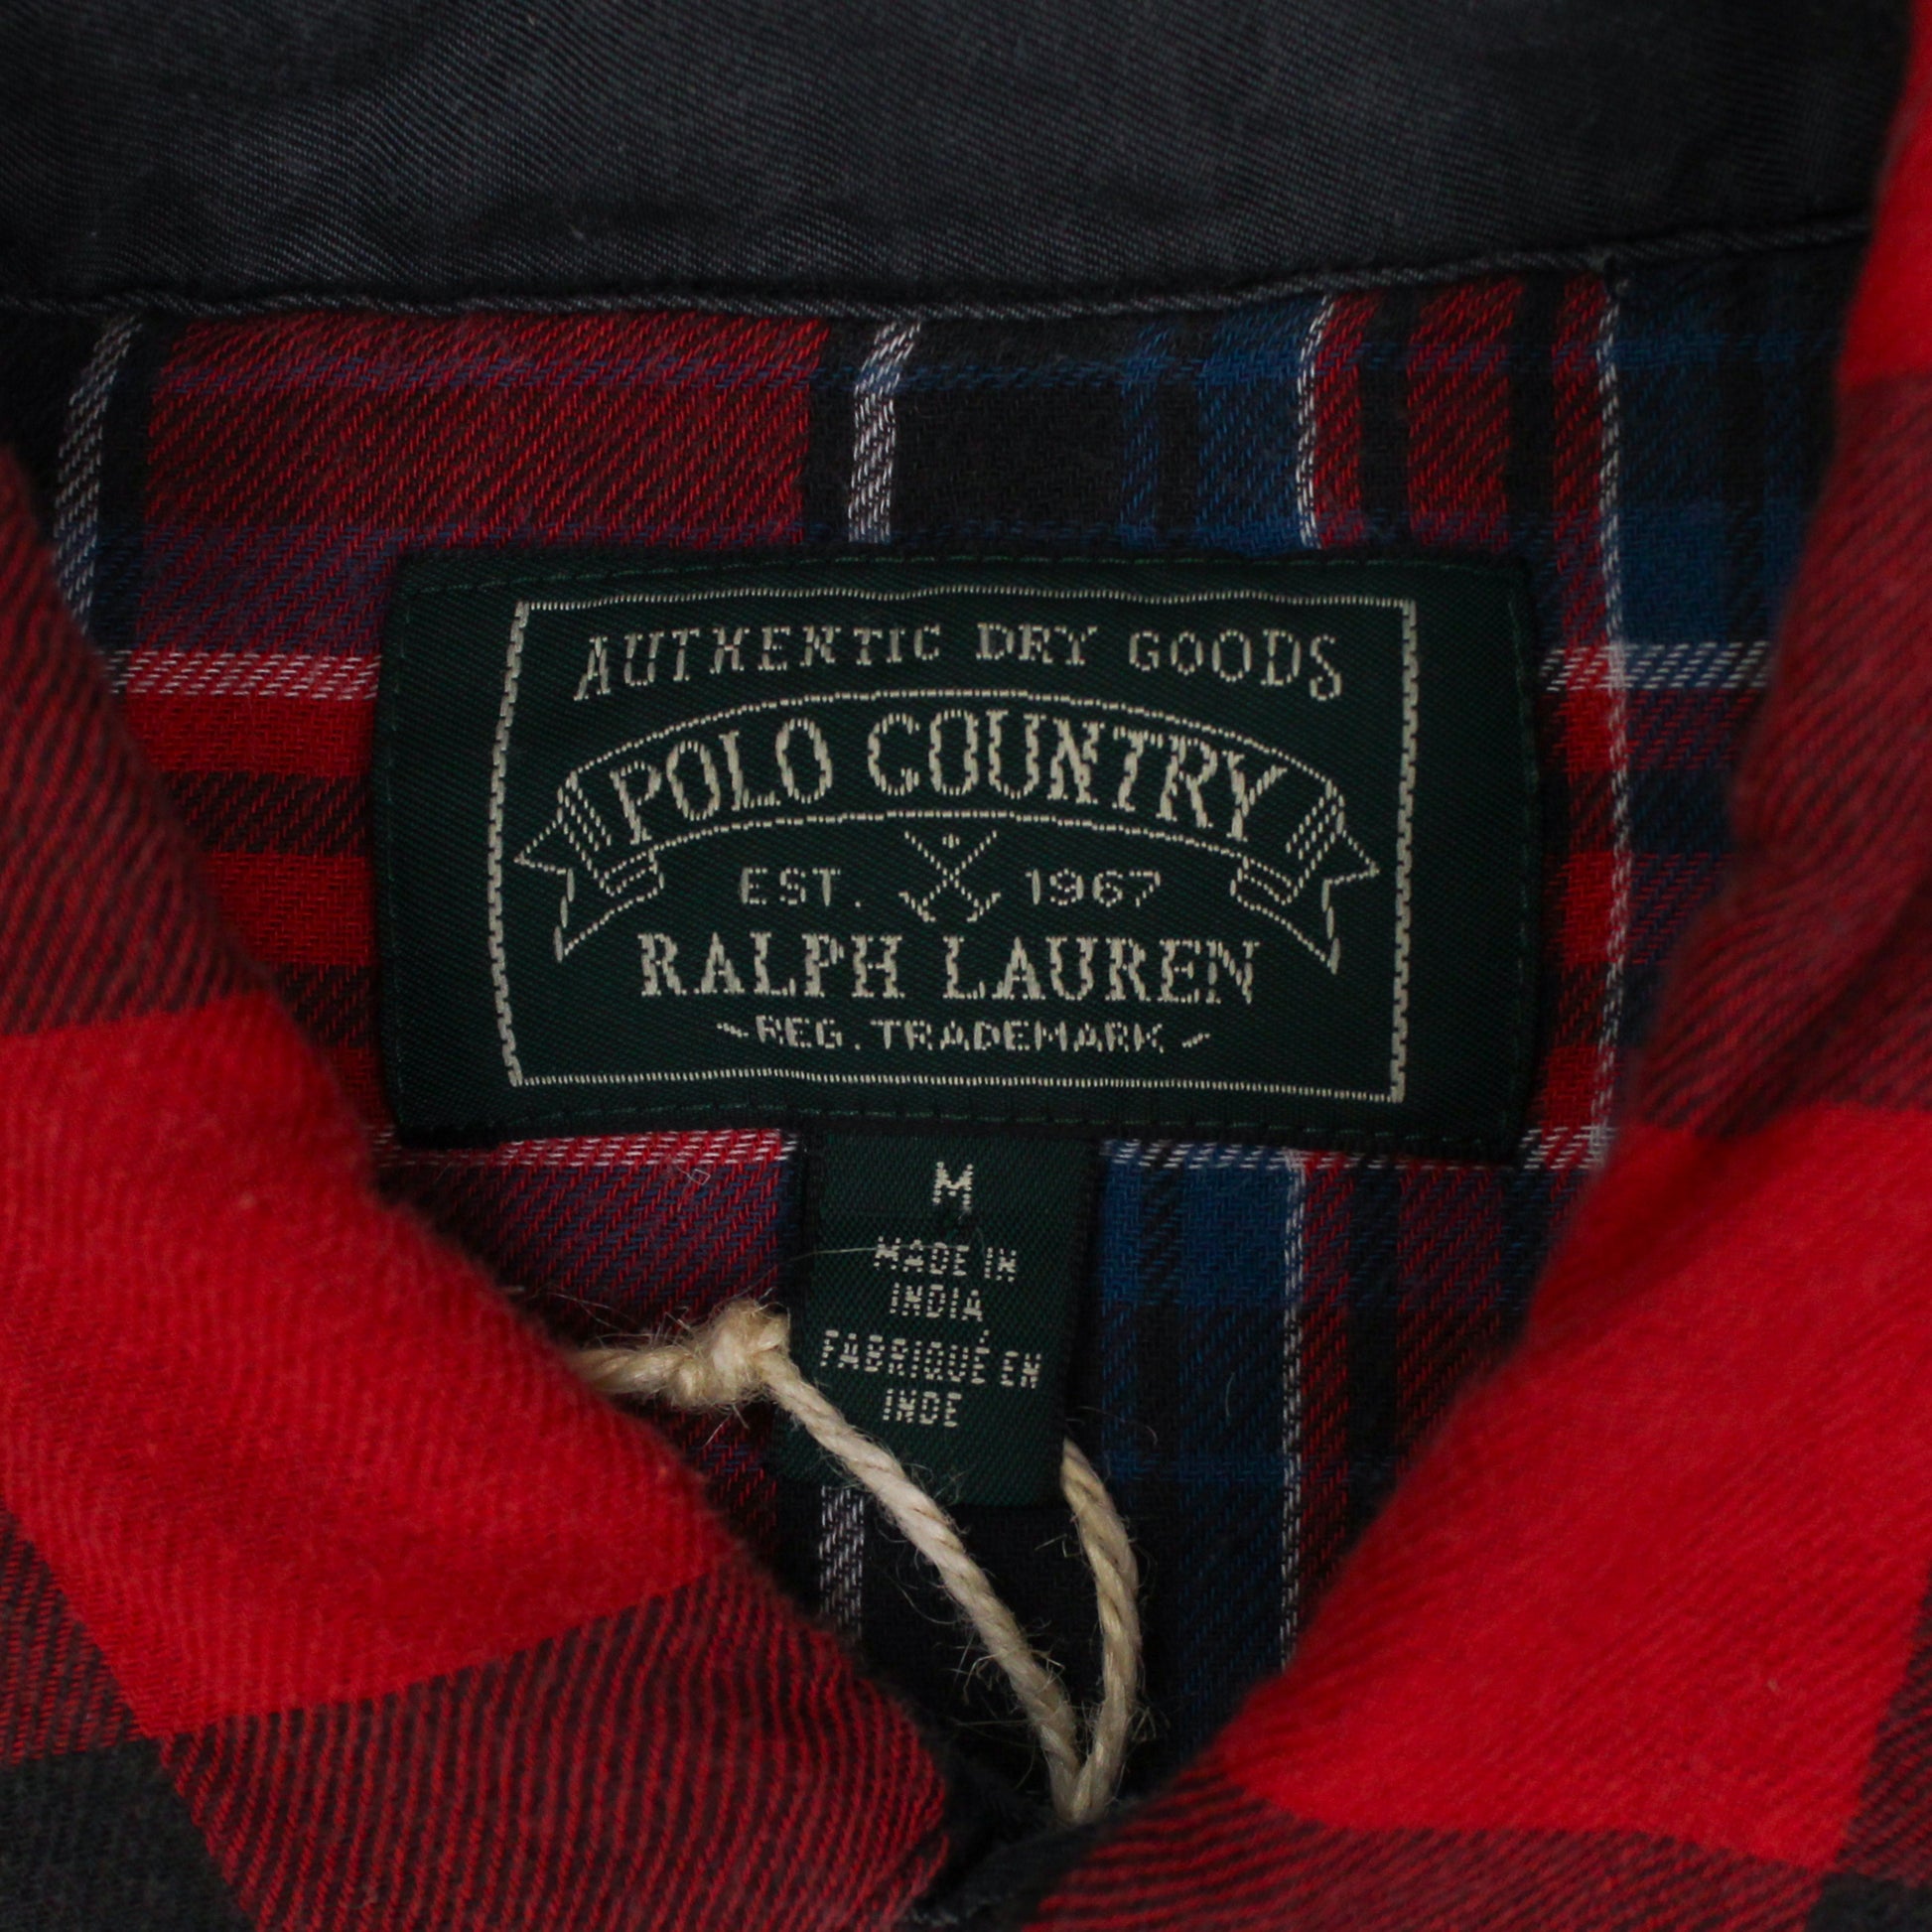 AUTHENTIC DRY GOODS
POLO COUNTRY
EST. 1967
RALPH LAUREN
~REG. TRADEMARK~
M
MADE IN
INDIA
FABRIQUÉ EN
INDE